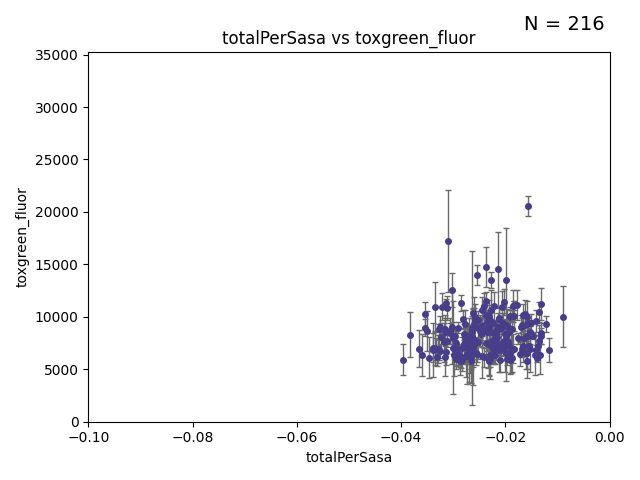 N = 216
totalPerSasa vs toxgreen_fluor
35000
30000
25000
20000
15000
10000
5000
0
toxgreen_fluor
−0.10 −0.08 −0.06 −0.04 −0.02 0.00
totalPerSasa